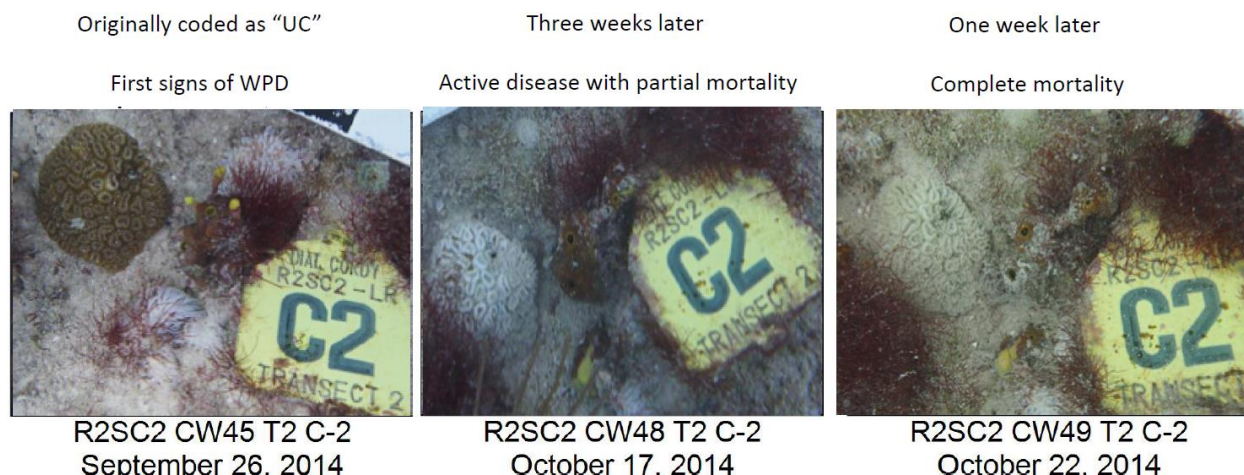 Originally coded as “UC”
First signs of WPD
DIAL CORDY
R2SC2-LR
C2
TRANSECT 2
R2SC2 CW45 T2 C-2
September 26, 2014
Three weeks later
Active disease with partial mortality
C2
TRANSECT 2
R2SC2 CW48 T2 C-2
October 17, 2014
One week later
Complete mortality
C2
TRANSECT
R2SC2 CW49 T2 C-2
October 22, 2014